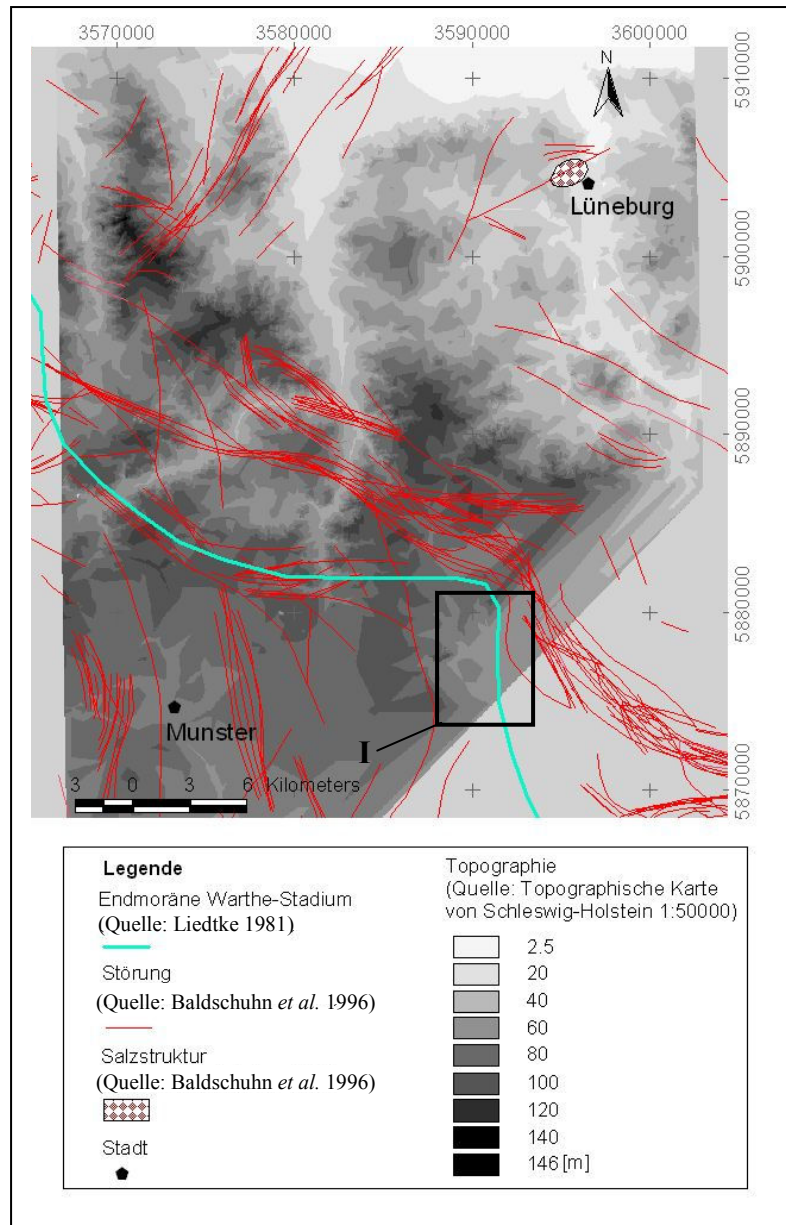 3570000 3580000 3590000 3600000
N
5910000
Lüneburg
5900000
5890000
5880000
Munster
I
3 0 3 6 Kilometers
5870000
Legende
Endmoräne Warthe-Stadium
(Quelle: Liedtke 1981)
Störung
(Quelle: Baldschuhn et al. 1996)
Salzstruktur
(Quelle: Baldschuhn et al. 1996)
Stadt
Topographie
(Quelle: Topographische Karte
von Schleswig-Holstein 1:50000)
2.5
20
40
60
80
100
120
140
146 [m]